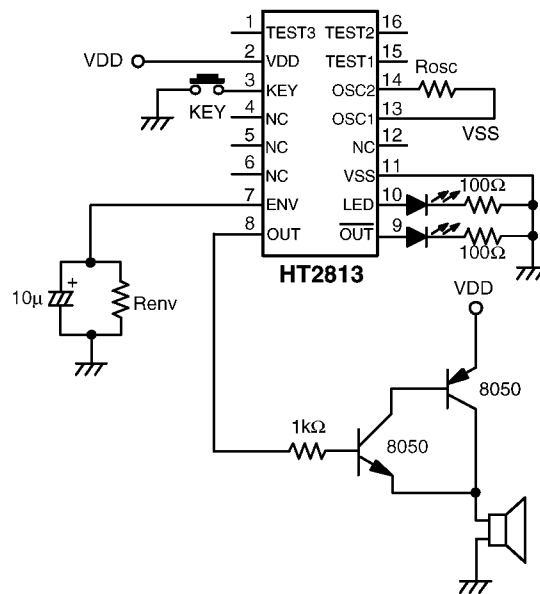 1 TEST3 TEST2 16
VDD 2 VDD TEST1 15
3 KEY OSC2 14 Rosc
KEY
4 NC OSC1 13
VSS
5 NC NC 12
6 NC VSS 11
7 ENV LED 10 100Ω
8 OUT OUT 9 100Ω
HT2813
10μ + Renv
VDD
8050
1kΩ
8050